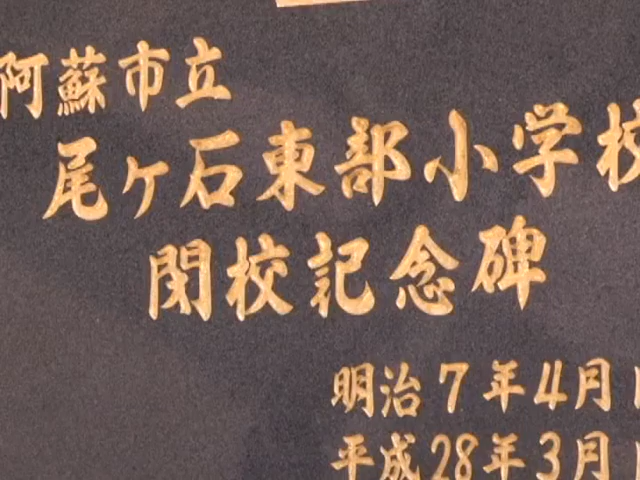 阿蘇市立
尾ヶ石東部小学校
閉校記念碑
明治7年4月
平成28年3月